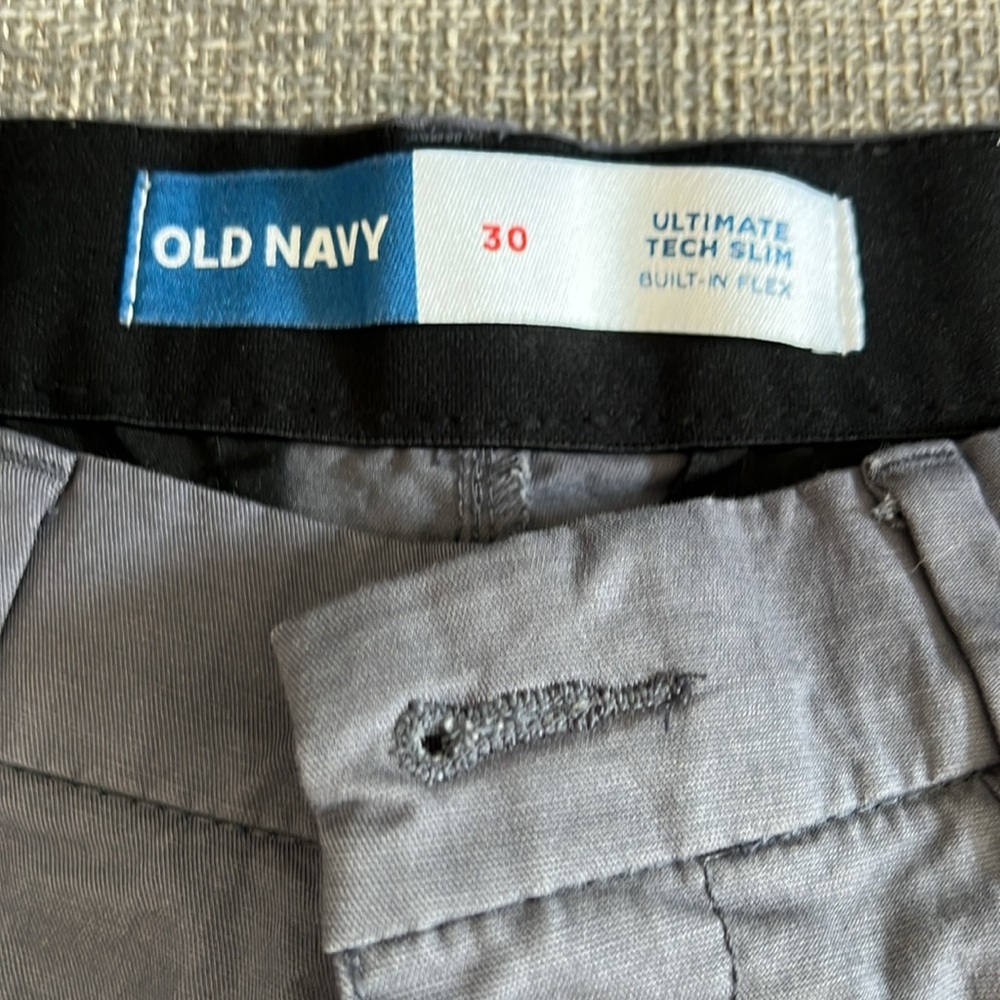 OLD NAVY
30
ULTIMATE
TECH SLIM
BUILT-IN FLEX